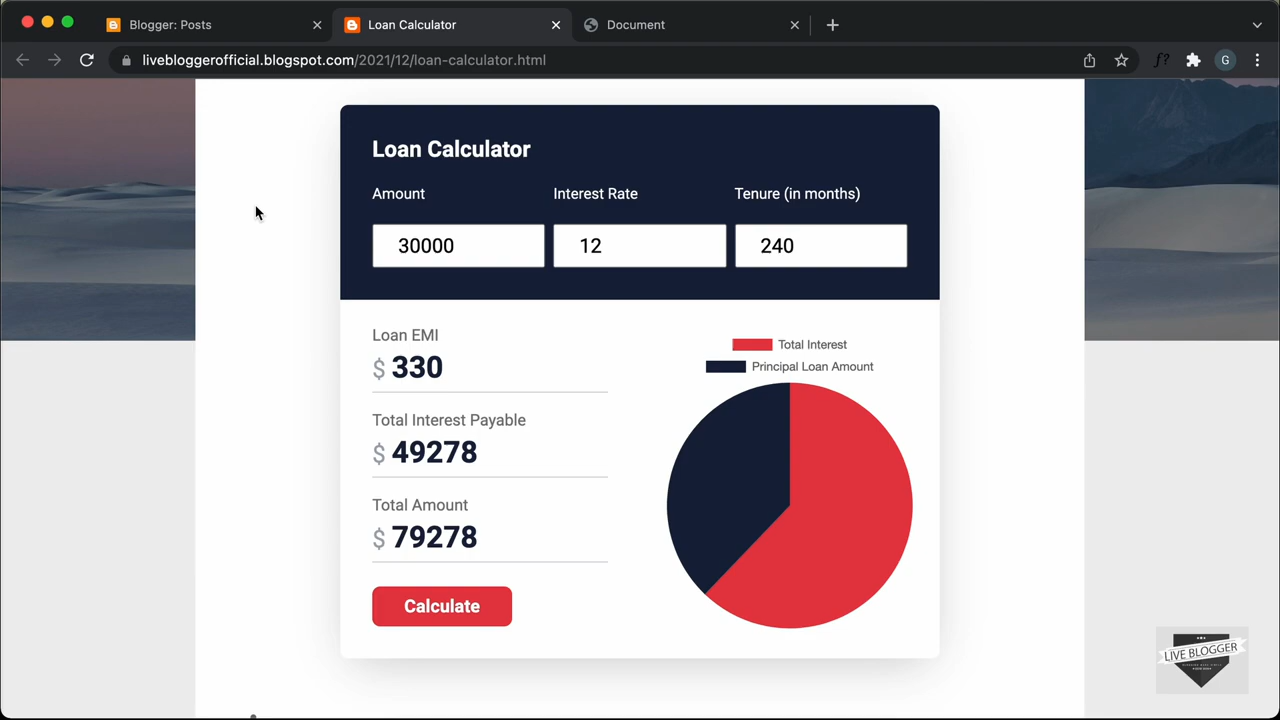 Blogger: Posts
Loan Calculator
Document
livebloggerofficial.blogspot.com/2021/12/loan-calculator.html
f?
G
Loan Calculator
Amount
Interest Rate
Tenure (in months)
30000
12
240
Loan EMI
$ 330
Total Interest Payable
$ 49278
Total Amount
$ 79278
Calculate
Total Interest
Principal Loan Amount
LIVE BLOGGER